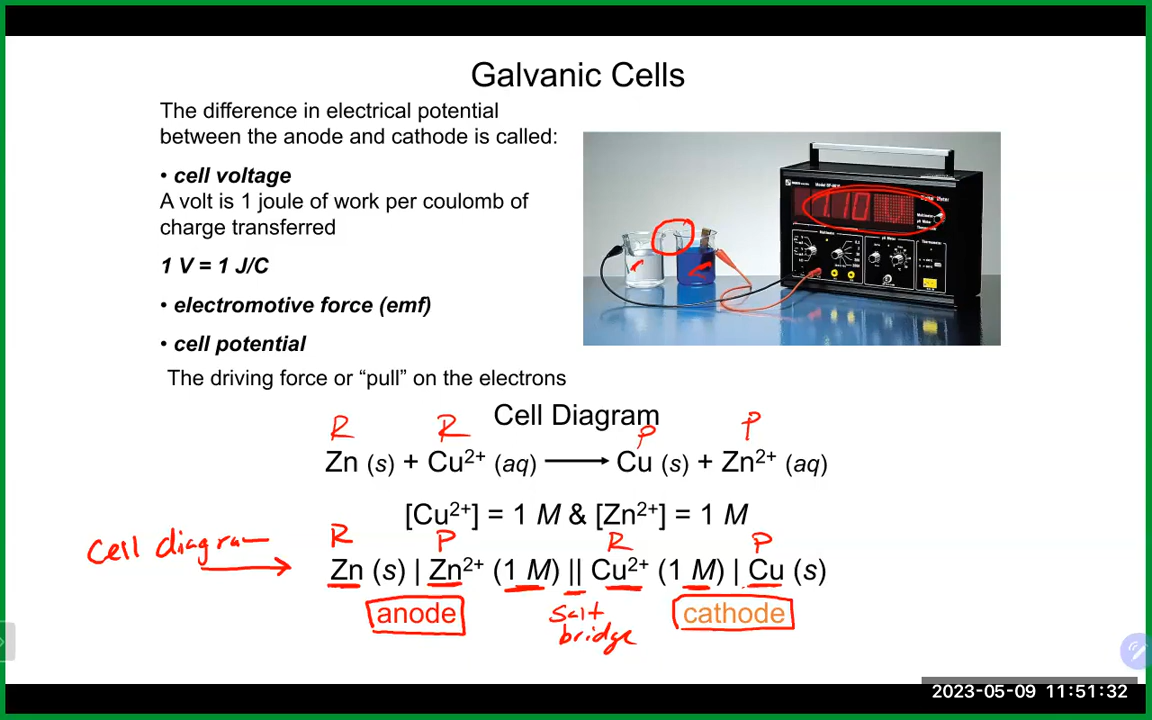 Galvanic Cells
The difference in electrical potential
between the anode and cathode is called:
• cell voltage
A volt is 1 joule of work per coulomb of
charge transferred
1 V = 1 J/C
• electromotive force (emf)
• cell potential
The driving force or “pull” on the electrons
Cell Diagram
R R P P
Zn (s) + Cu²⁺ (aq) ⟶ Cu (s) + Zn²⁺ (aq)
[Cu²⁺] = 1 M & [Zn²⁺] = 1 M
Cell diagram
R P R P
Zn (s) | Zn²⁺ (1 M) || Cu²⁺ (1 M) | Cu (s)
anode salt bridge cathode
2023-05-09 11:51:32